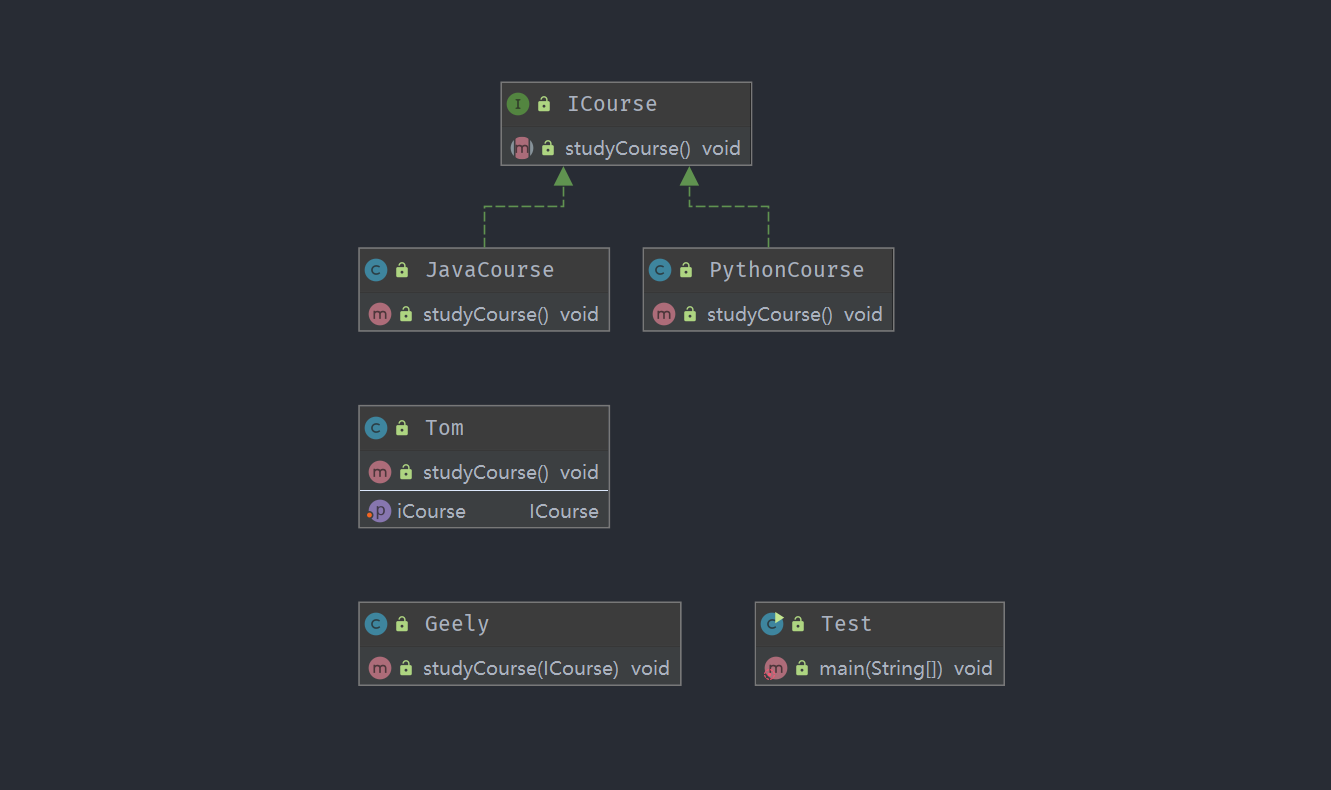 I ICourse
m studyCourse() void
C JavaCourse
m studyCourse() void
C PythonCourse
m studyCourse() void
C Tom
m studyCourse() void
p iCourse ICourse
C Geely
m studyCourse(ICourse) void
C Test
m main(String[]) void